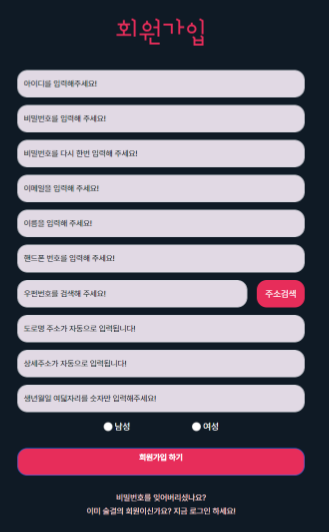 회원가입
아이디를 입력해주세요!
비밀번호를 입력해 주세요!
비밀번호를 다시 한번 입력해 주세요!
이메일을 입력해 주세요!
이름을 입력해 주세요!
핸드폰 번호를 입력해 주세요!
우편번호를 검색해 주세요! 주소검색
도로명 주소가 자동으로 입력됩니다!
상세주소가 자동으로 입력됩니다!
생년월일 여덟자리를 숫자만 입력해주세요!
남성 여성
회원가입 하기
비밀번호를 잊어버리셨나요?
이미 술결의 회원이신가요? 지금 로그인 하세요!